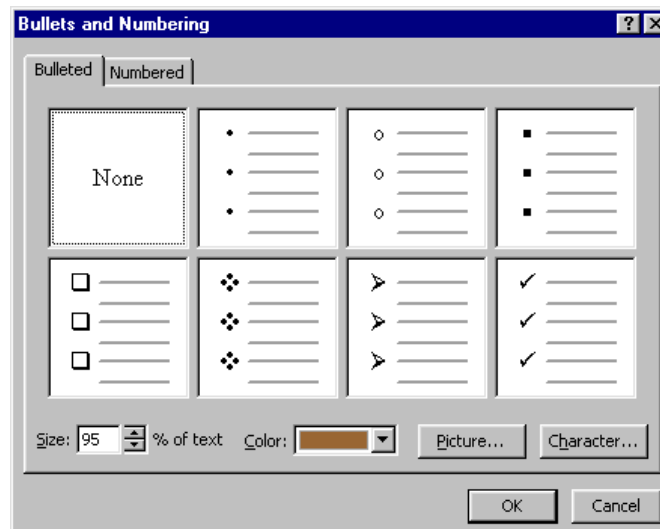 Bullets and Numbering
Bulleted Numbered
None
Size: 95 % of text Color: Picture... Character...
OK Cancel